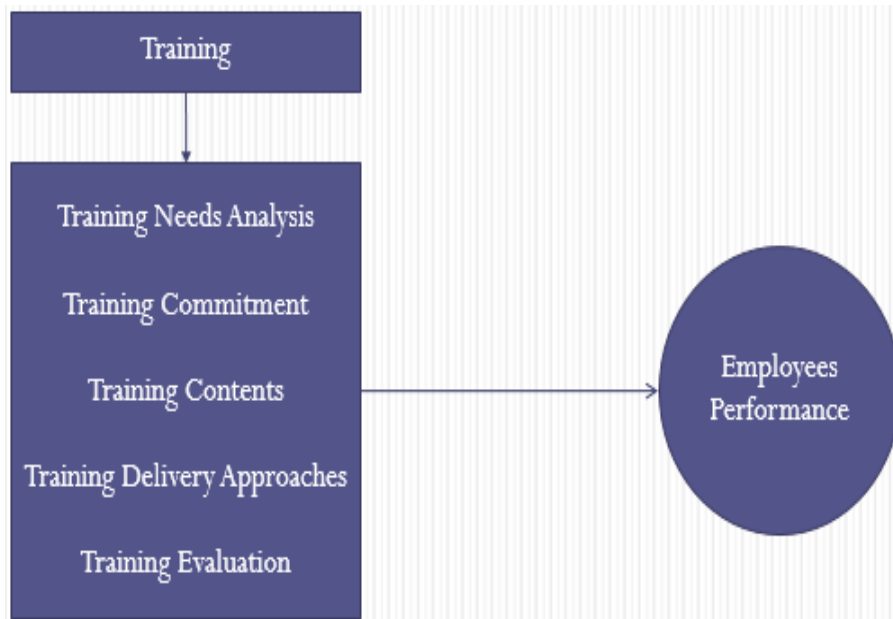 Training
Training Needs Analysis
Training Commitment
Training Contents
Training Delivery Approaches
Training Evaluation
Employees
Performance